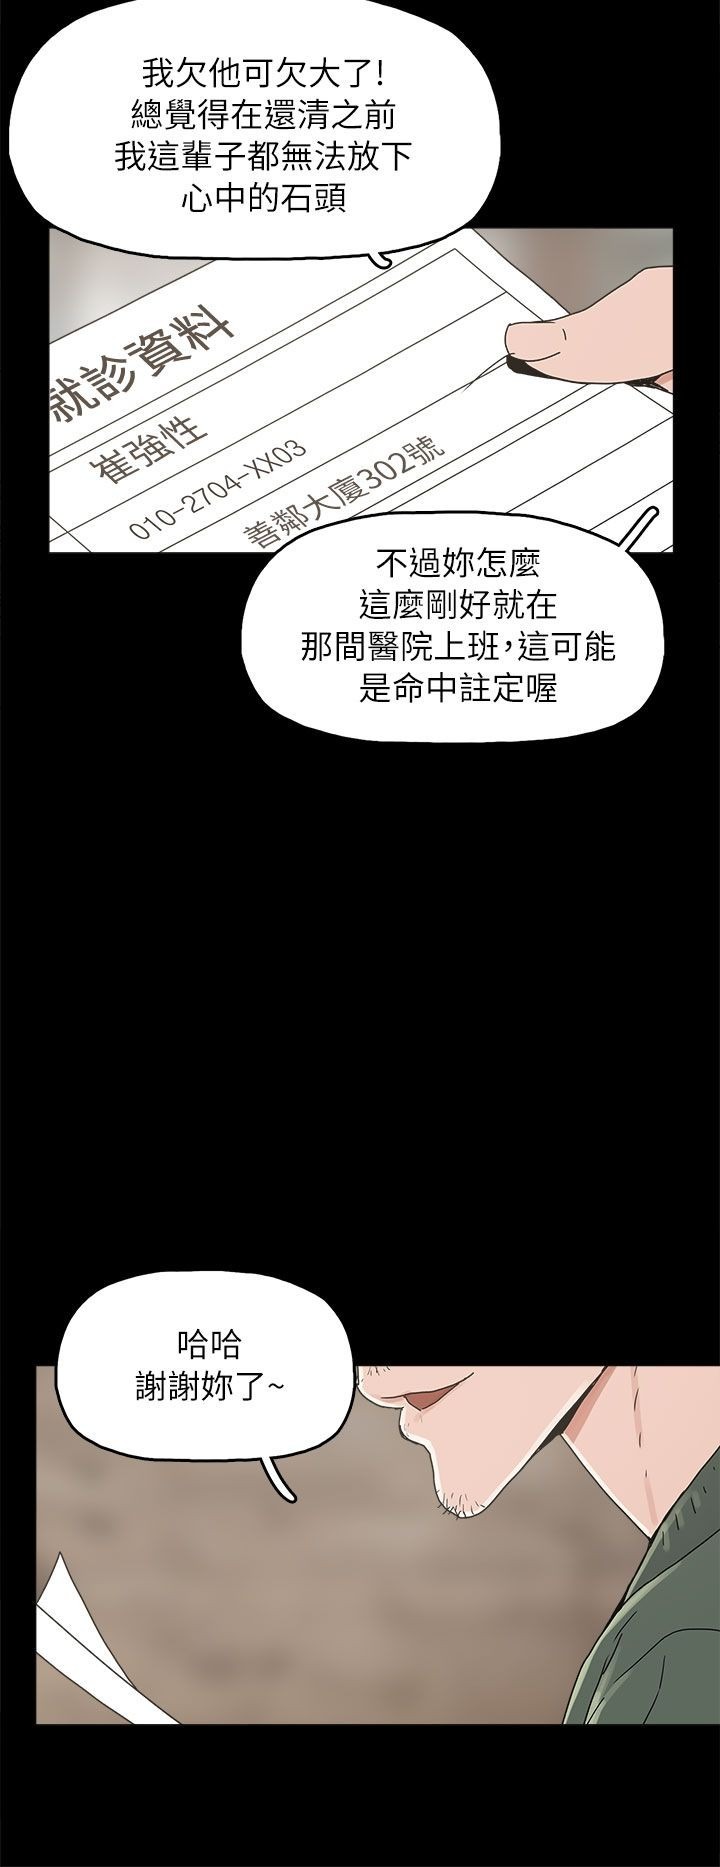 我欠他可欠大了!
總覺得在還清之前
我這輩子都無法放下
心中的石頭
就診資料
崔強性
010-2704-XX03
善鄰大廈302號
不過妳怎麼
這麼剛好就在
那間醫院上班,這可能
是命中註定喔
哈哈
謝謝妳了~